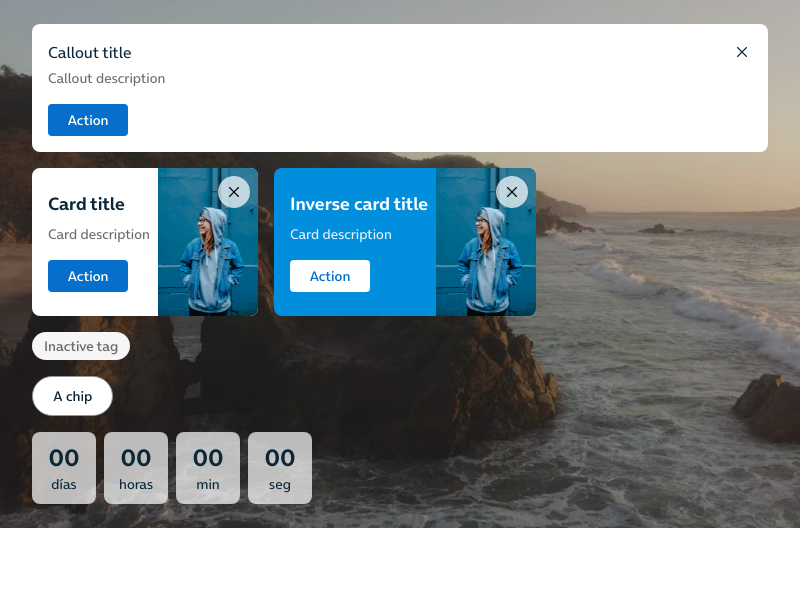 Callout title
Callout description
Action
Card title
Card description
Action
Inverse card title
Card description
Action
Inactive tag
A chip
00 00 00 00
días horas min seg